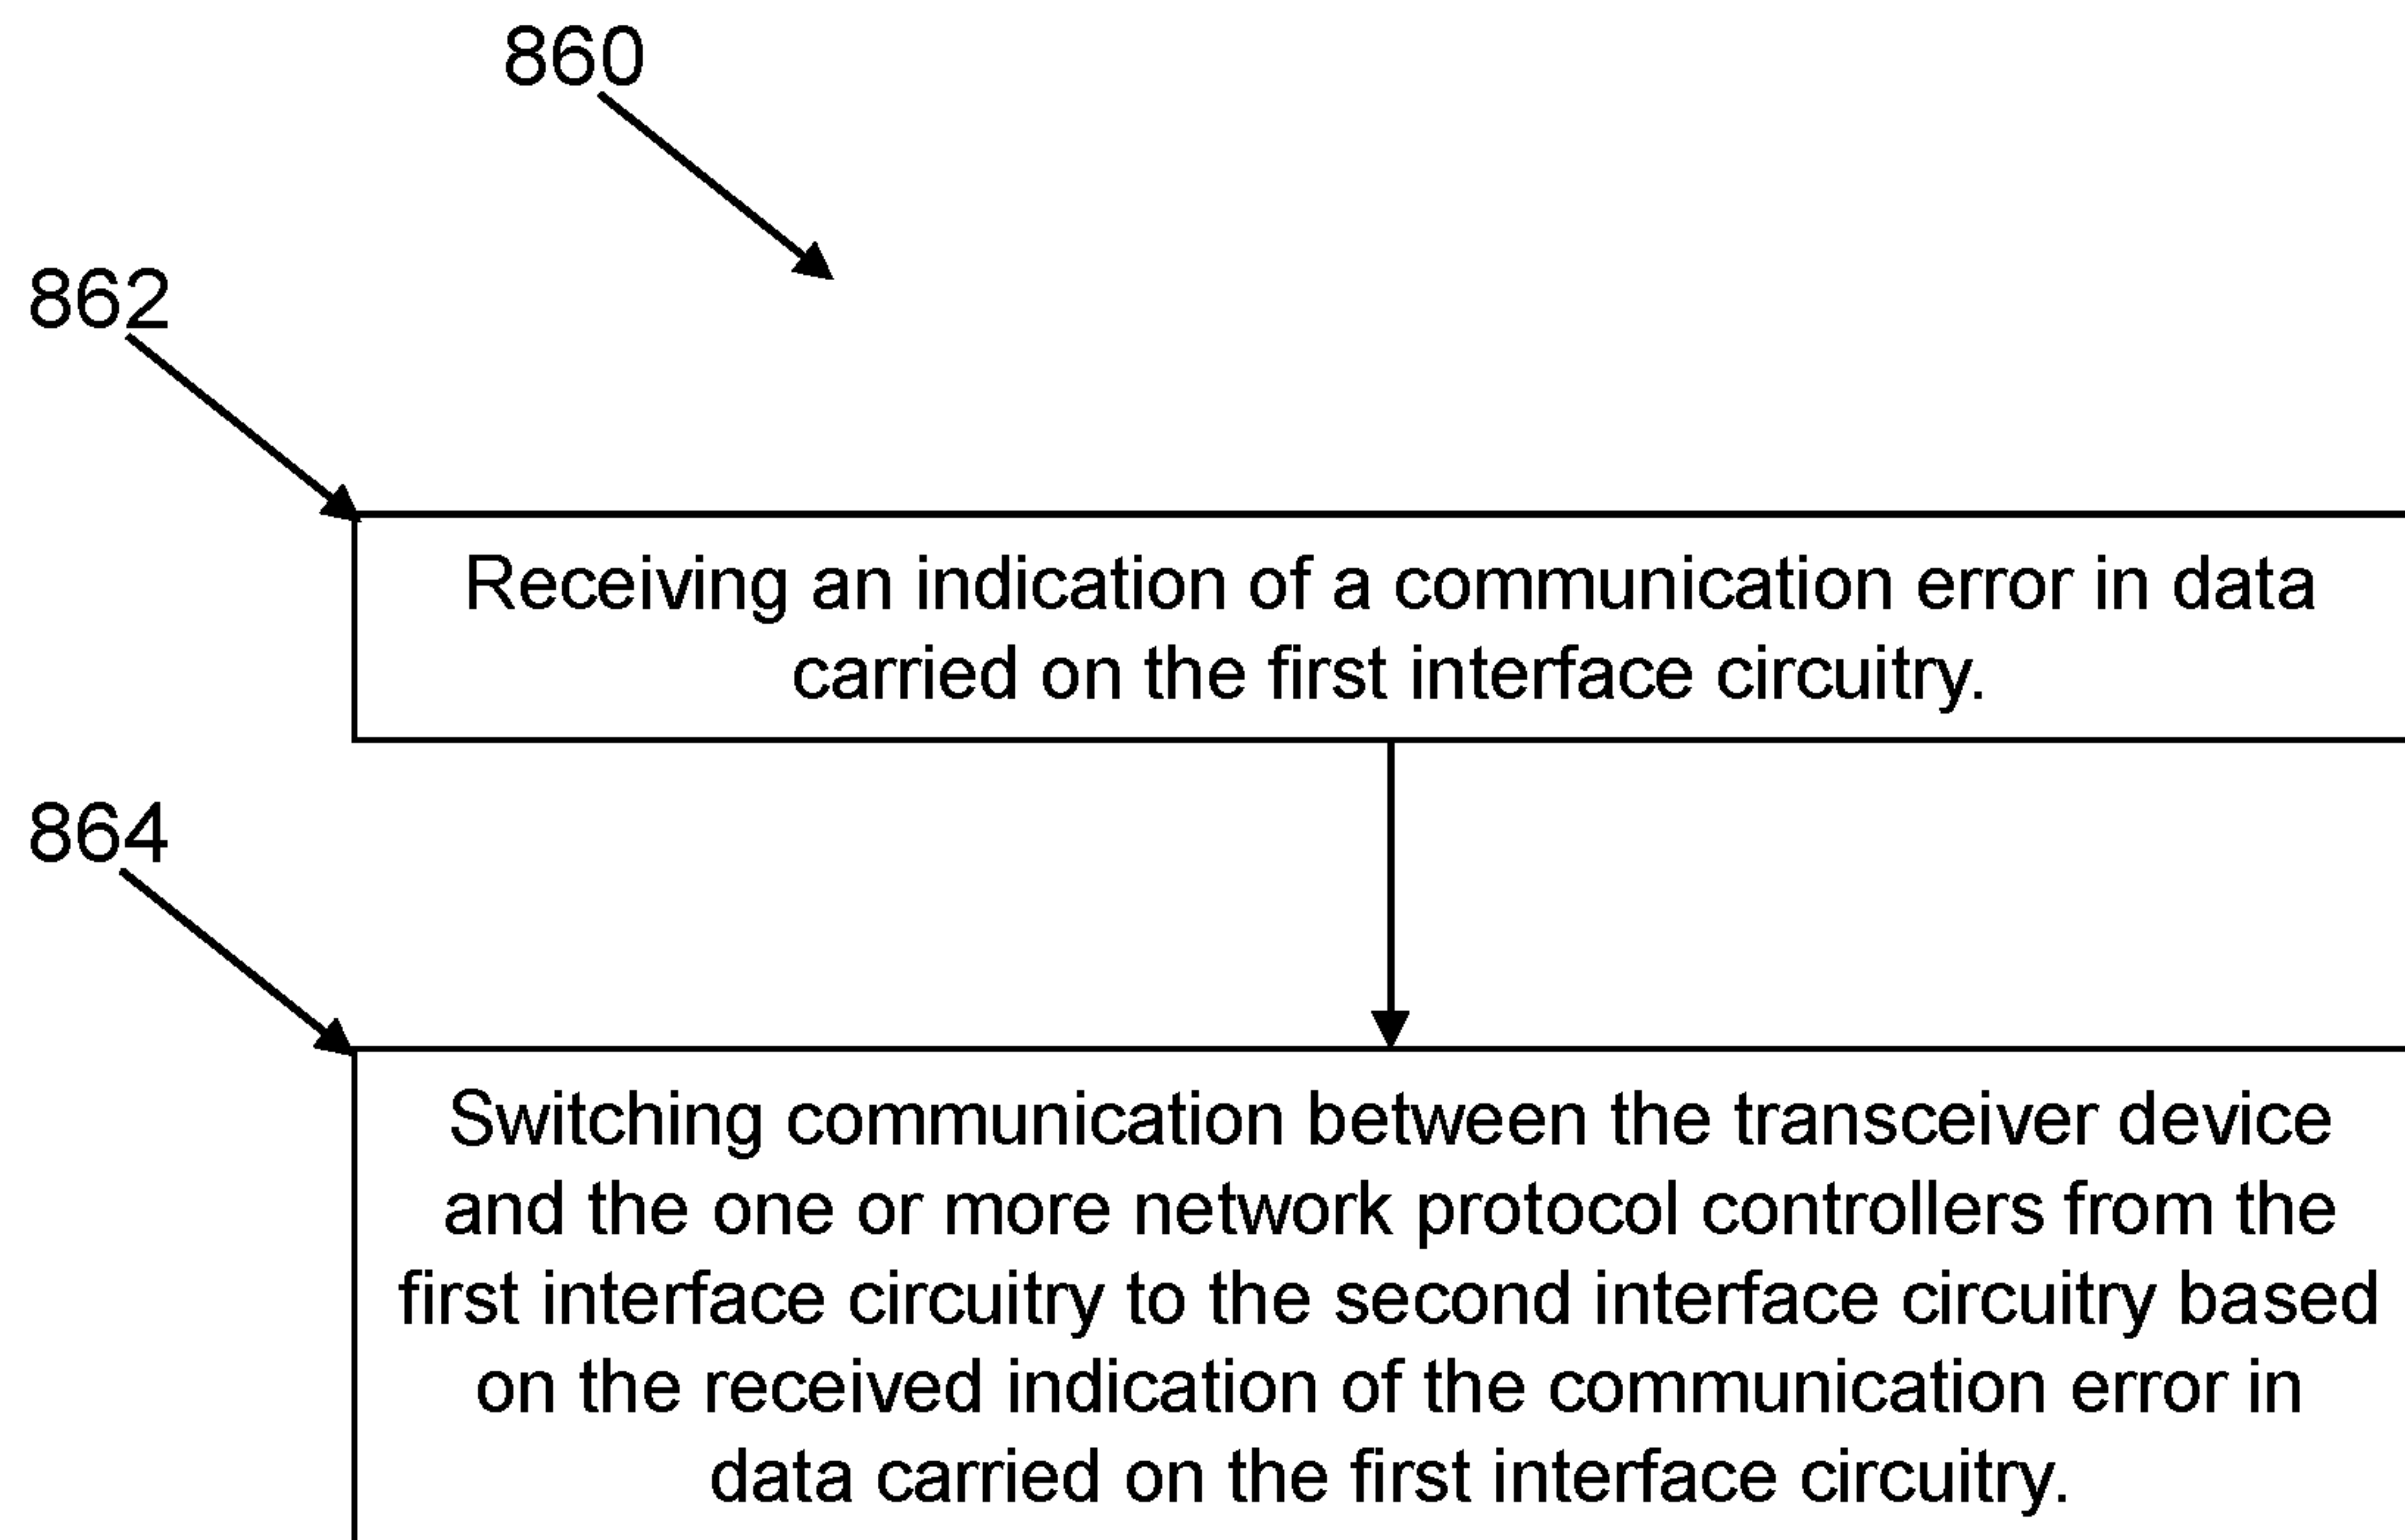 860
862
Receiving an indication of a communication error in data
carried on the first interface circuitry.
864
Switching communication between the transceiver device
and the one or more network protocol controllers from the
first interface circuitry to the second interface circuitry based
on the received indication of the communication error in
data carried on the first interface circuitry.